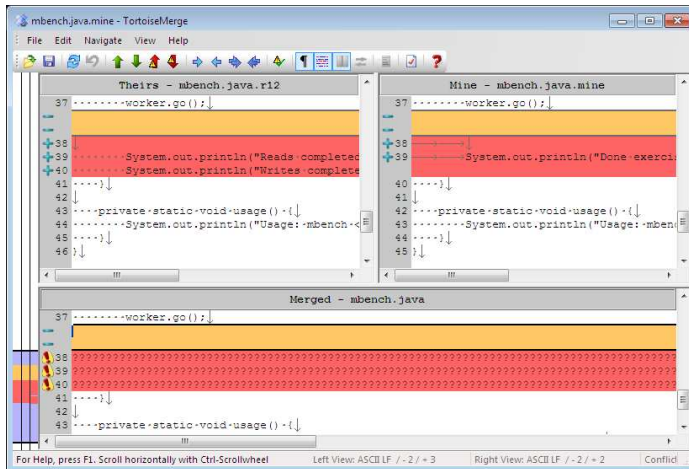 mbench.java.mine - TortoiseMerge
File Edit Navigate View Help
Theirs - mbench.java.r12
37 ········worker.go();↓
38 ↓
39 ········System.out.println("Reads·completed
40 ········System.out.println("Writes·complete
41 ····}↓
42 ↓
43 ····private·static·void·usage()·{↓
44 ········System.out.println("Usage:·mbench·<
45 ····}↓
46 }↓
Mine - mbench.java.mine
37 ········worker.go();↓
38 ↓
39 System.out.println("Done·exerci
40 ····}↓
41 ↓
42 ····private·static·void·usage()·{↓
43 ········System.out.println("Usage:·mben
44 ····}↓
45 }↓
Merged - mbench.java
37 ········worker.go();↓
38 ????????????????????????????????????????????????????????????????????????????????????????
39 ????????????????????????????????????????????????????????????????????????????????????????
40 ????????????????????????????????????????????????????????????????????????????????????????
41 ····}↓
42 ↓
43 ····private·static·void·usage()·{↓
For Help, press F1. Scroll horizontally with Ctrl-Scrollwheel Left View: ASCII LF / - 2 / + 3 Right View: ASCII LF / - 2 / + 2 Conflic